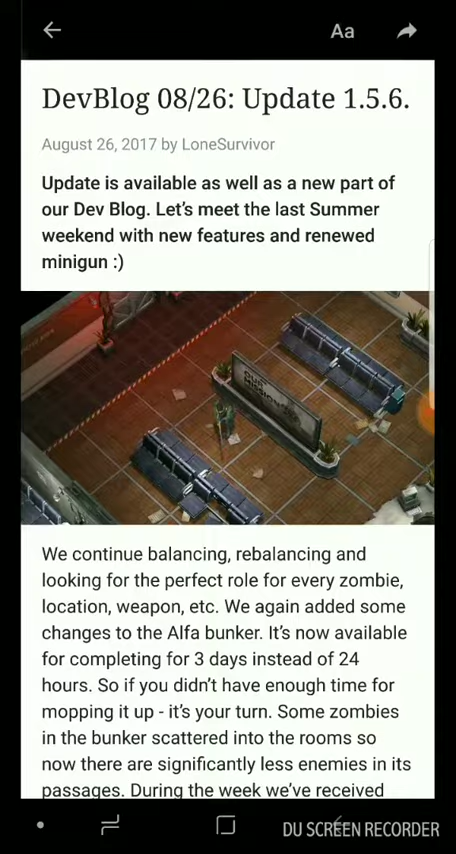 Aa
DevBlog 08/26: Update 1.5.6.
August 26, 2017 by LoneSurvivor
Update is available as well as a new part of
our Dev Blog. Let's meet the last Summer
weekend with new features and renewed
minigun :)
OUR
We continue balancing, rebalancing and
looking for the perfect role for every zombie,
location, weapon, etc. We again added some
changes to the Alfa bunker. It's now available
for completing for 3 days instead of 24
hours. So if you didn't have enough time for
mopping it up - it's your turn. Some zombies
in the bunker scattered into the rooms so
now there are significantly less enemies in its
passages. During the week we've received
DU SCREEN RECORDER